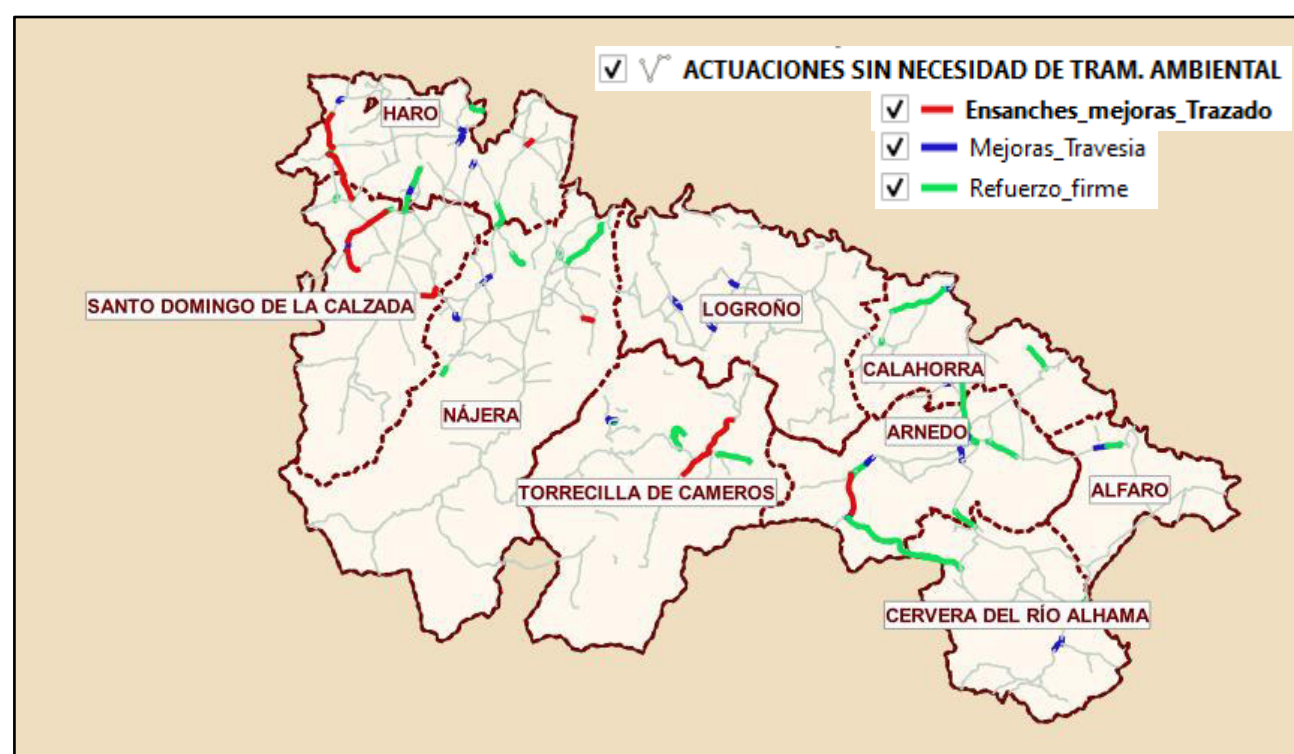 ACTUACIONES SIN NECESIDAD DE TRAM. AMBIENTAL
Ensanches_mejoras_Trazado
Mejoras_Travesia
Refuerzo_firme
HARO
SANTO DOMINGO DE LA CALZADA
LOGROÑO
CALAHORRA
NÁJERA
ARNEDO
TORRECILLA DE CAMEROS
ALFARO
CERVERA DEL RÍO ALHAMA